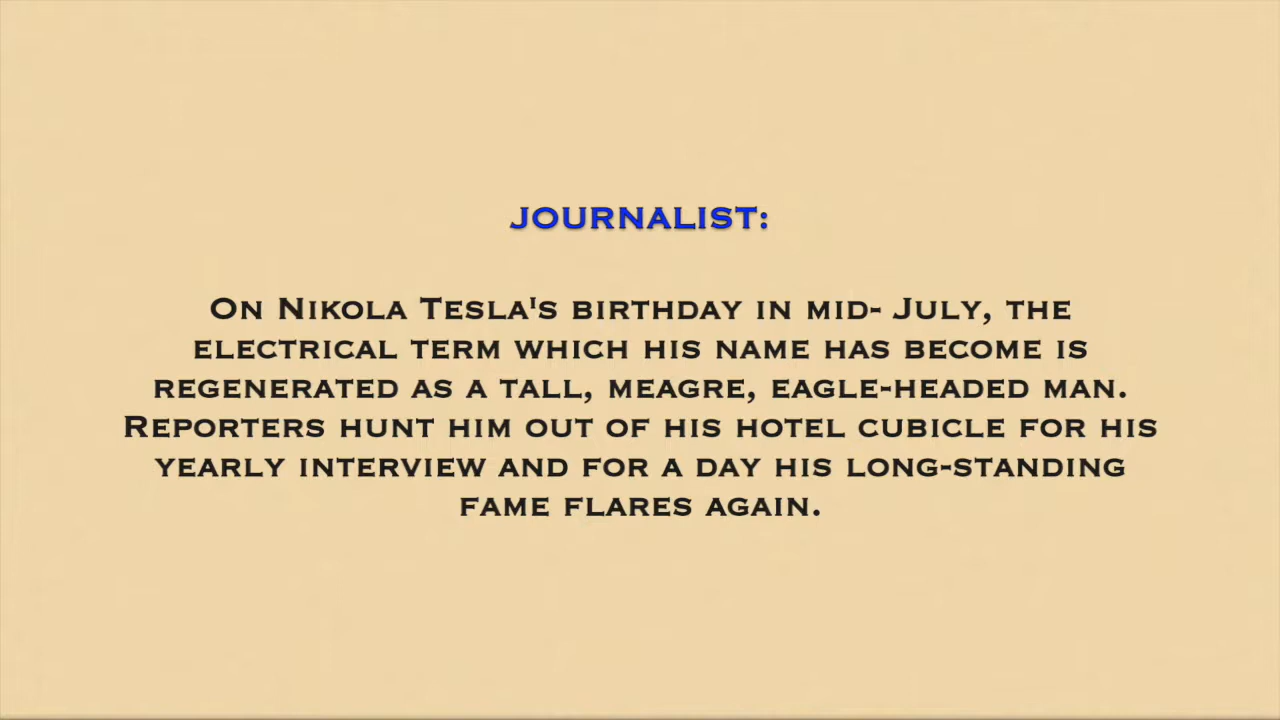 JOURNALIST:
On Nikola Tesla's birthday in mid- July, the
electrical term which his name has become is
regenerated as a tall, meagre, eagle-headed man.
Reporters hunt him out of his hotel cubicle for his
yearly interview and for a day his long-standing
fame flares again.